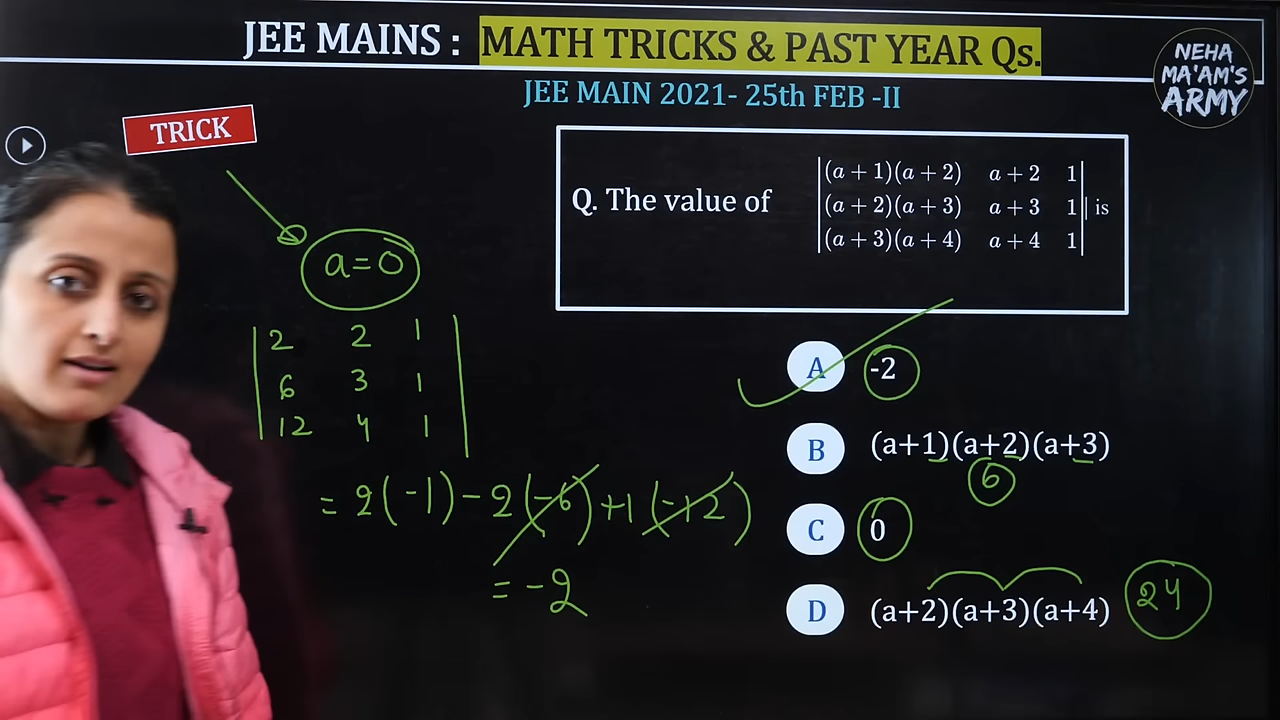 JEE MAINS : MATH TRICKS & PAST YEAR Qs.
NEHA
MA'AM'S
ARMY
JEE MAIN 2021- 25th FEB -II
TRICK
Q. The value of |(a + 1)(a + 2) a + 2 1|
|(a + 2)(a + 3) a + 3 1| is
|(a + 3)(a + 4) a + 4 1|
a=0
| 2 2 1 |
| 6 3 1 |
| 12 4 1 |
= 2(-1) - 2(-6) + 1(-12)
= -2
A -2
B (a+1)(a+2)(a+3)
6
C 0
D (a+2)(a+3)(a+4) 24